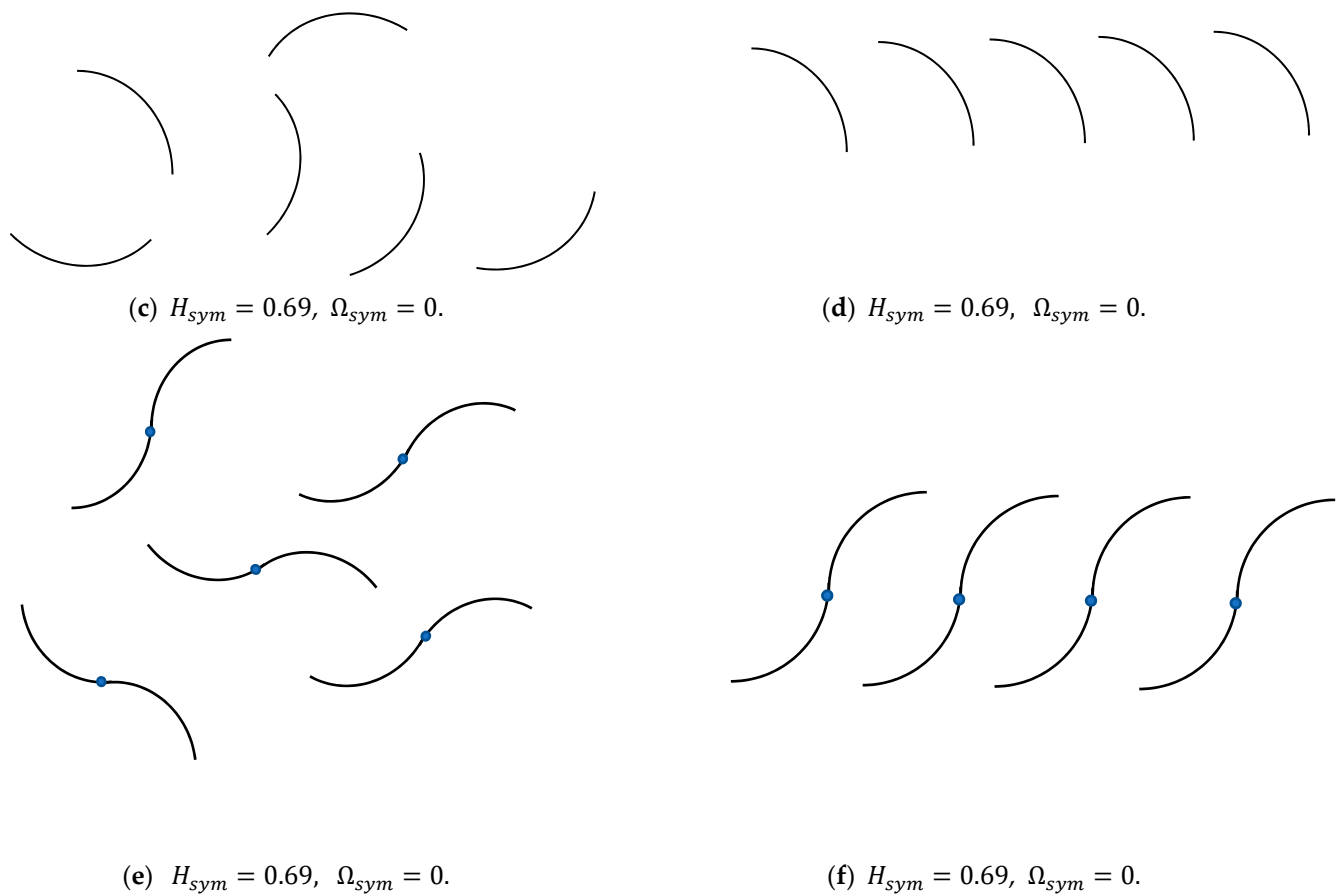 (c) H_sym = 0.69, Ω_sym = 0.
(d) H_sym = 0.69, Ω_sym = 0.
(e) H_sym = 0.69, Ω_sym = 0.
(f) H_sym = 0.69, Ω_sym = 0.